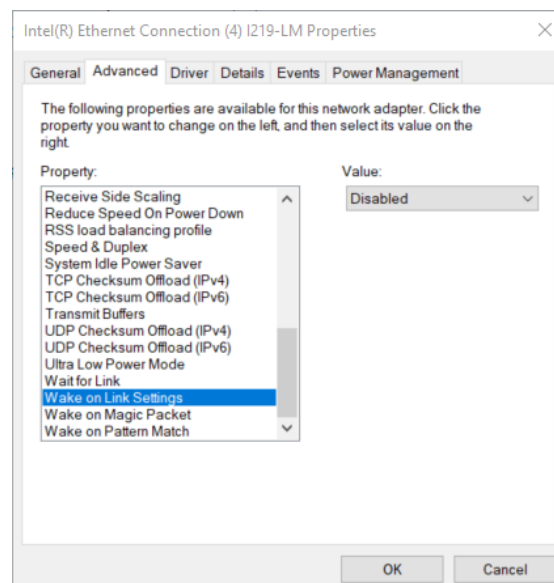 Intel(R) Ethernet Connection (4) I219-LM Properties
General Advanced Driver Details Events Power Management
The following properties are available for this network adapter. Click the
property you want to change on the left, and then select its value on the
right.
Property:
Value:
Receive Side Scaling
Disabled
Reduce Speed On Power Down
RSS load balancing profile
Speed & Duplex
System Idle Power Saver
TCP Checksum Offload (IPv4)
TCP Checksum Offload (IPv6)
Transmit Buffers
UDP Checksum Offload (IPv4)
UDP Checksum Offload (IPv6)
Ultra Low Power Mode
Wait for Link
Wake on Link Settings
Wake on Magic Packet
Wake on Pattern Match
OK
Cancel